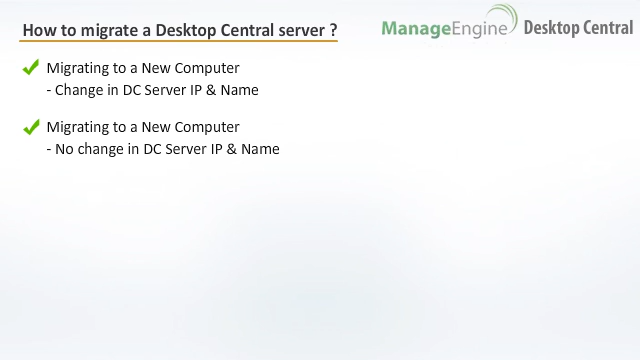 How to migrate a Desktop Central server ?
ManageEngine Desktop Central
Migrating to a New Computer
- Change in DC Server IP & Name
Migrating to a New Computer
- No change in DC Server IP & Name